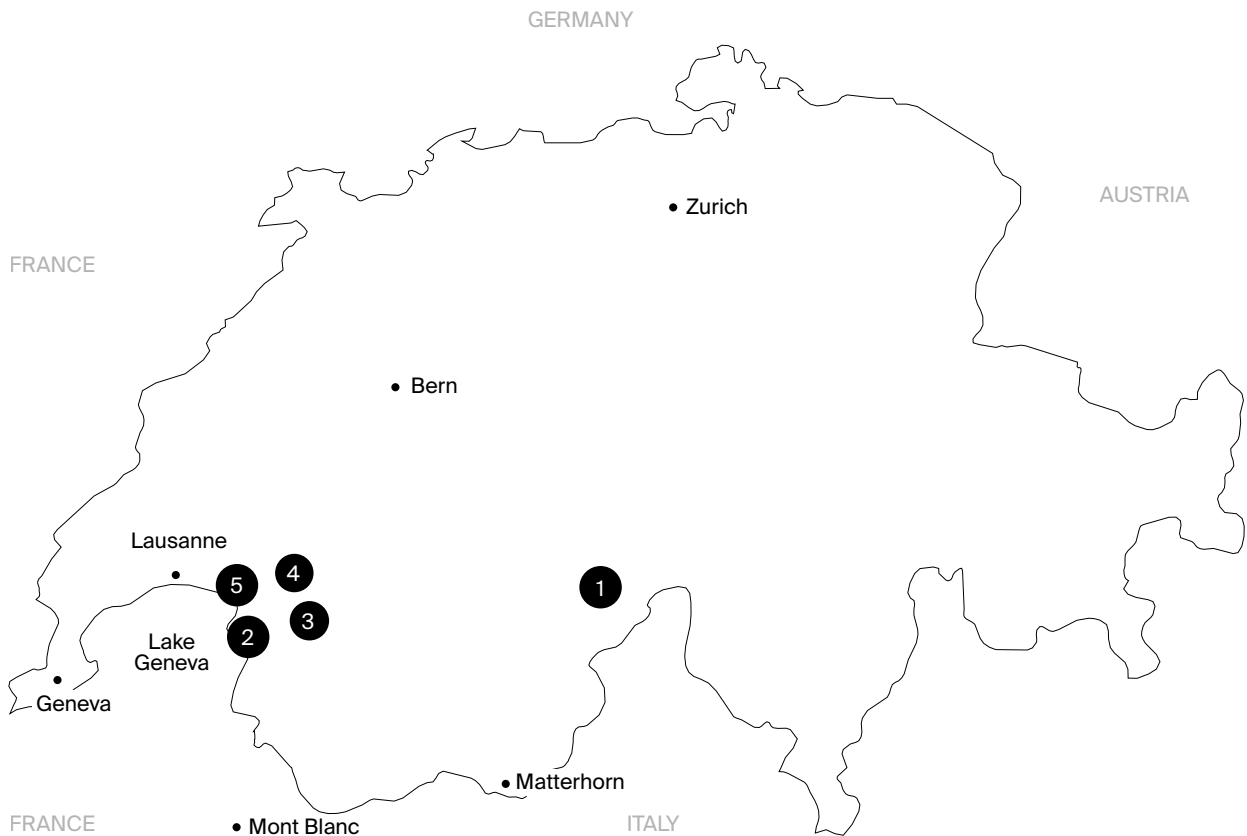 GERMANY
AUSTRIA
Zurich
FRANCE
Bern
Lausanne
4
5
1
3
2
Lake
Geneva
Geneva
Matterhorn
FRANCE
Mont Blanc
ITALY